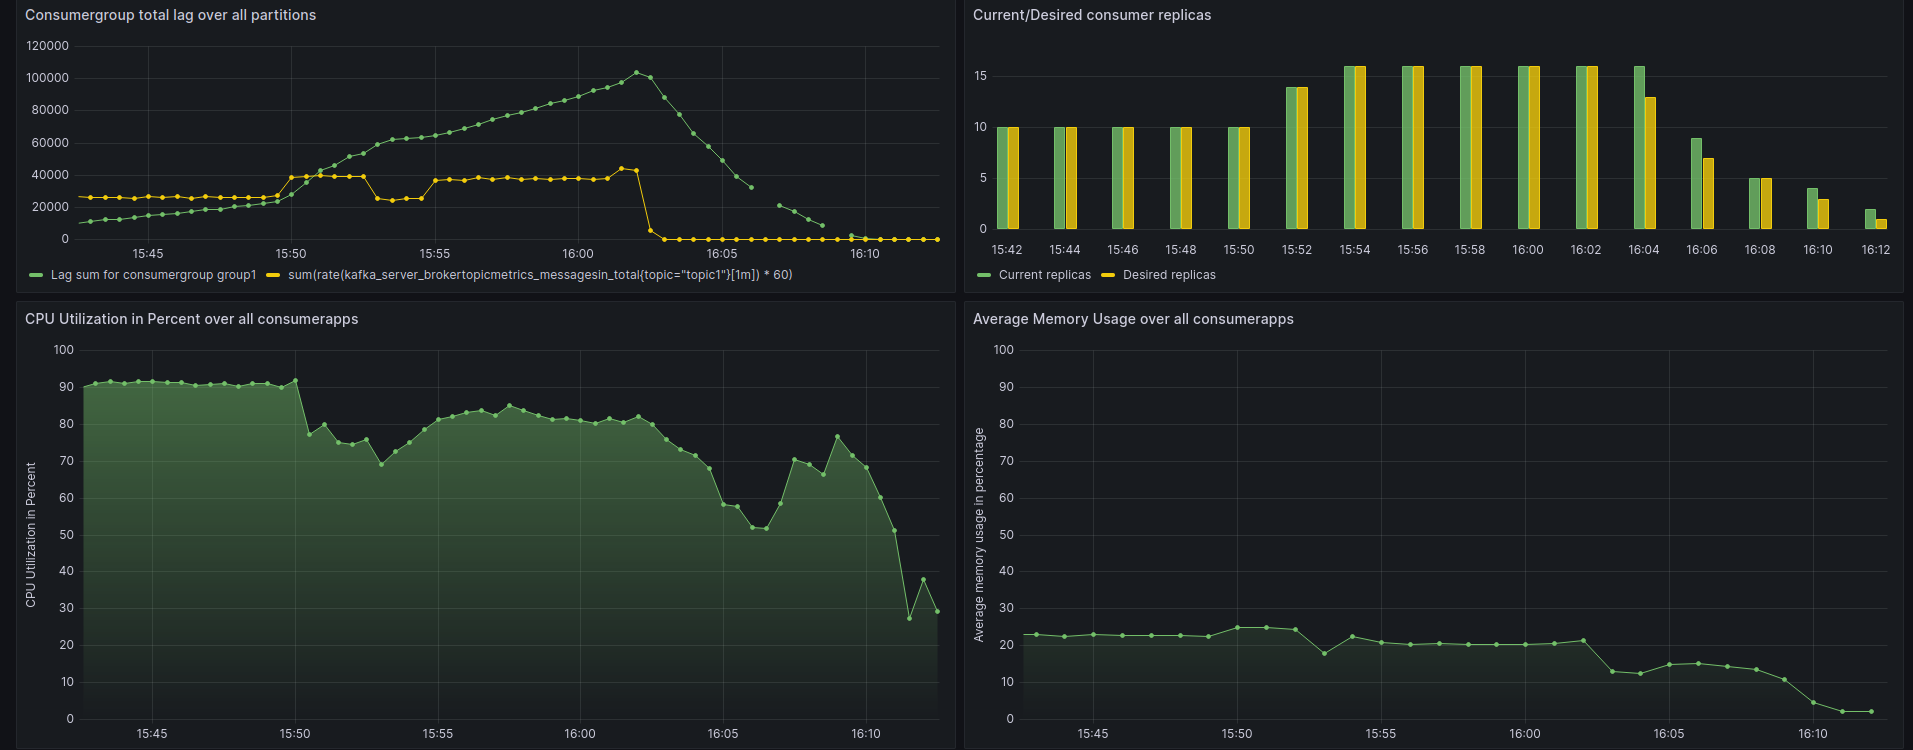 Consumergroup total lag over all partitions
120000
100000
80000
60000
40000
20000
0
15:45 15:50 15:55 16:00 16:05 16:10
Lag sum for consumergroup group1 sum(rate(kafka_server_brokertopicmetrics_messagesin_total{topic="topic1"}[1m]) * 60)
Current/Desired consumer replicas
15
10
5
0
15:42 15:44 15:46 15:48 15:50 15:52 15:54 15:56 15:58 16:00 16:02 16:04 16:06 16:08 16:10 16:12
Current replicas Desired replicas
CPU Utilization in Percent over all consumerapps
CPU Utilization in Percent
100
90
80
70
60
50
40
30
20
10
0
15:45 15:50 15:55 16:00 16:05 16:10
Average Memory Usage over all consumerapps
Average memory usage in percentage
100
90
80
70
60
50
40
30
20
10
0
15:45 15:50 15:55 16:00 16:05 16:10